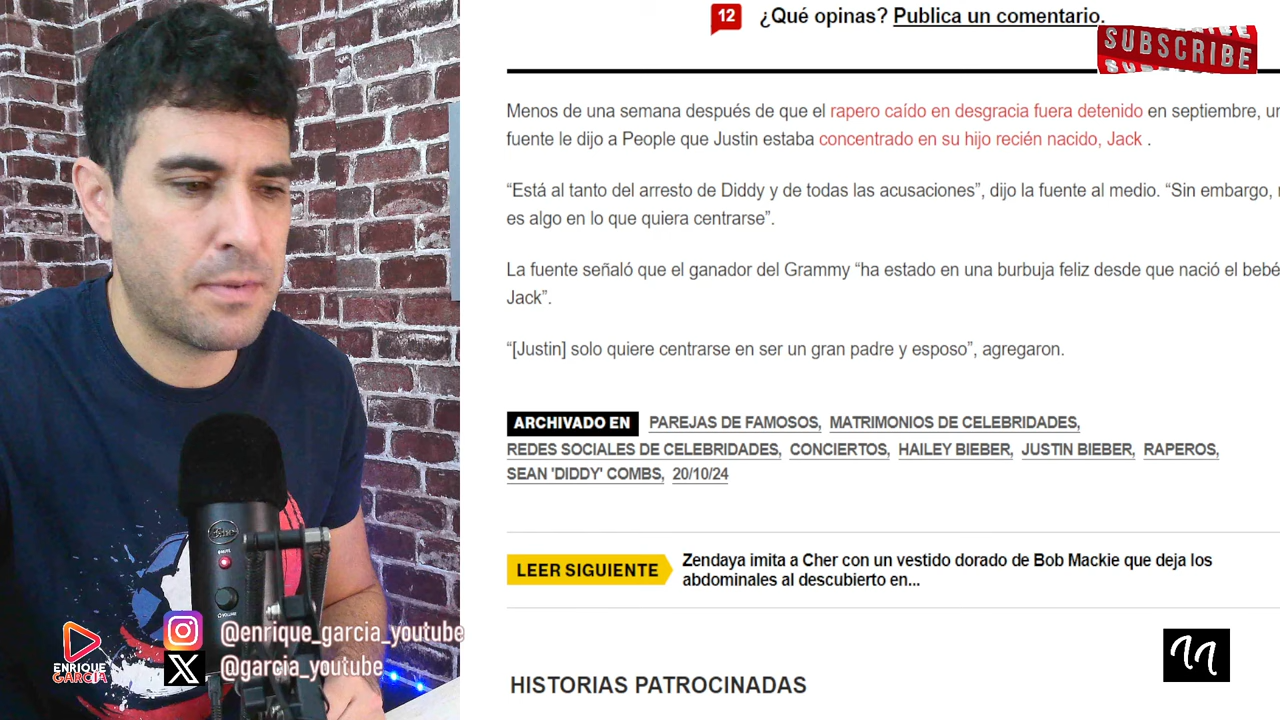 12 ¿Qué opinas? Publica un comentario.
SUBSCRIBE
Menos de una semana después de que el rapero caído en desgracia fuera detenido en septiembre,
fuente le dijo a People que Justin estaba concentrado en su hijo recién nacido, Jack .
“Está al tanto del arresto de Diddy y de todas las acusaciones”, dijo la fuente al medio. “Sin embargo,
es algo en lo que quiera centrarse”.
La fuente señaló que el ganador del Grammy “ha estado en una burbuja feliz desde que nació el bebé
Jack”.
“[Justin] solo quiere centrarse en ser un gran padre y esposo”, agregaron.
ARCHIVADO EN PAREJAS DE FAMOSOS, MATRIMONIOS DE CELEBRIDADES,
REDES SOCIALES DE CELEBRIDADES, CONCIERTOS, HAILEY BIEBER, JUSTIN BIEBER, RAPEROS,
SEAN 'DIDDY' COMBS, 20/10/24
LEER SIGUIENTE Zendaya imita a Cher con un vestido dorado de Bob Mackie que deja los
abdominales al descubierto en...
HISTORIAS PATROCINADAS
@enrique_garcia_youtube
@garcia_youtube
ENRIQUE
GARCIA